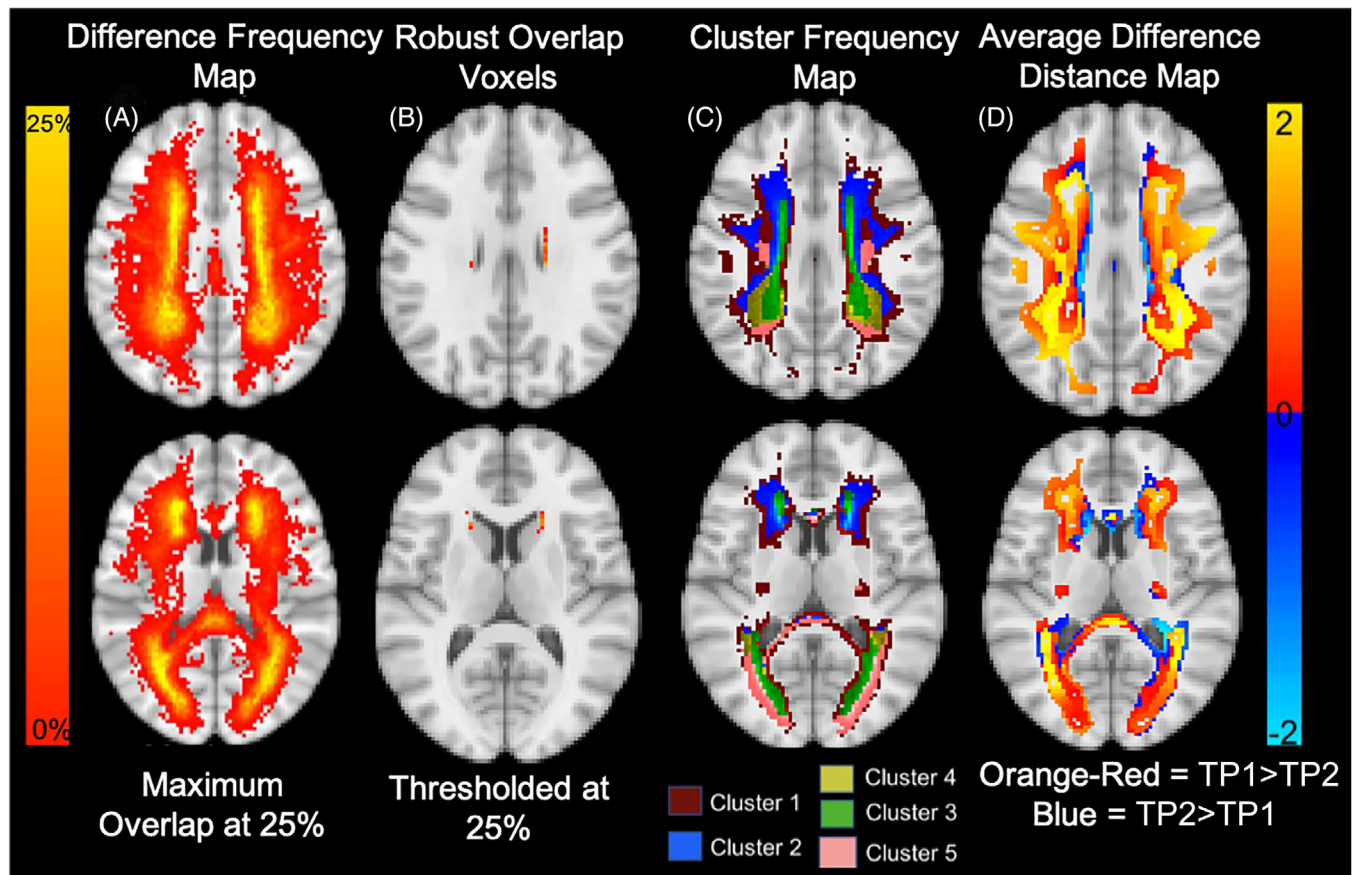 Difference Frequency
Map
Robust Overlap
Voxels
Cluster Frequency
Map
Average Difference
Distance Map
25%
(A)
(B)
(C)
(D)
2
0
0%
-2
Maximum
Overlap at 25%
Thresholded at
25%
Cluster 1
Cluster 2
Cluster 4
Cluster 3
Cluster 5
Orange-Red = TP1>TP2
Blue = TP2>TP1